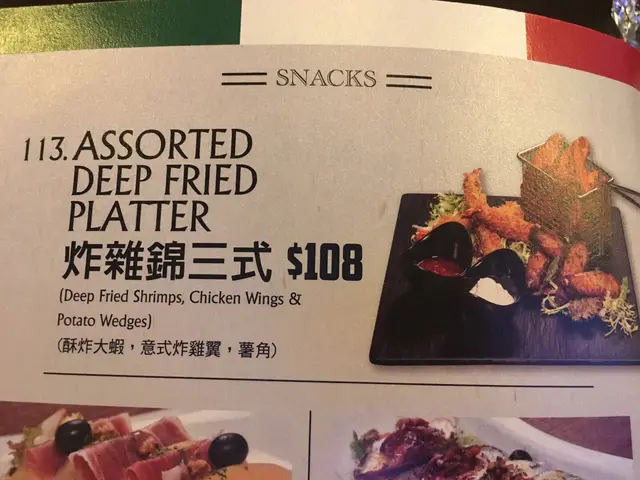 SNACKS
113. ASSORTED
DEEP FRIED
PLATTER
炸雜錦三式 $108
(Deep Fried Shrimps, Chicken Wings &
Potato Wedges)
(酥炸大蝦，意式炸雞翼，薯角)